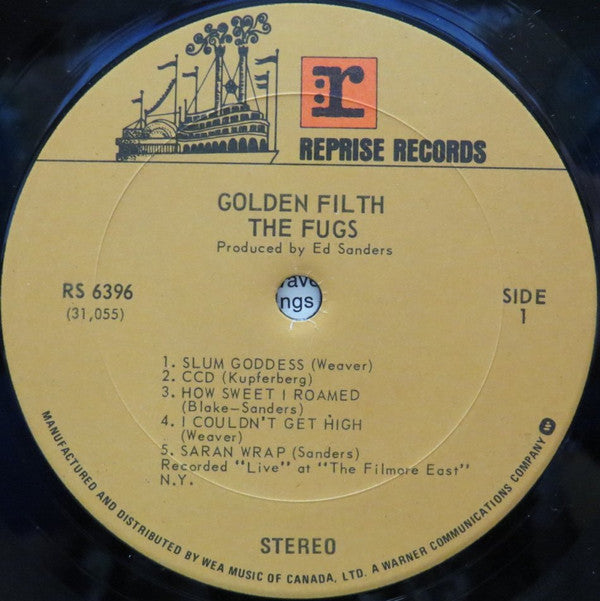 r
REPRISE RECORDS
GOLDEN FILTH
THE FUGS
Produced by Ed Sanders
RS 6396
(31,055)
SIDE
1
ngs
1. SLUM GODDESS (Weaver)
2. CCD (Kupferberg)
3. HOW SWEET I ROAMED
(Blake-Sanders)
4. I COULDN'T GET HIGH
(Weaver)
5. SARAN WRAP (Sanders)
Recorded "Live" at "The Filmore East"
N.Y.
STEREO
MANUFACTURED AND DISTRIBUTED BY WEA MUSIC OF CANADA, LTD. A WARNER COMMUNICATIONS COMPANY